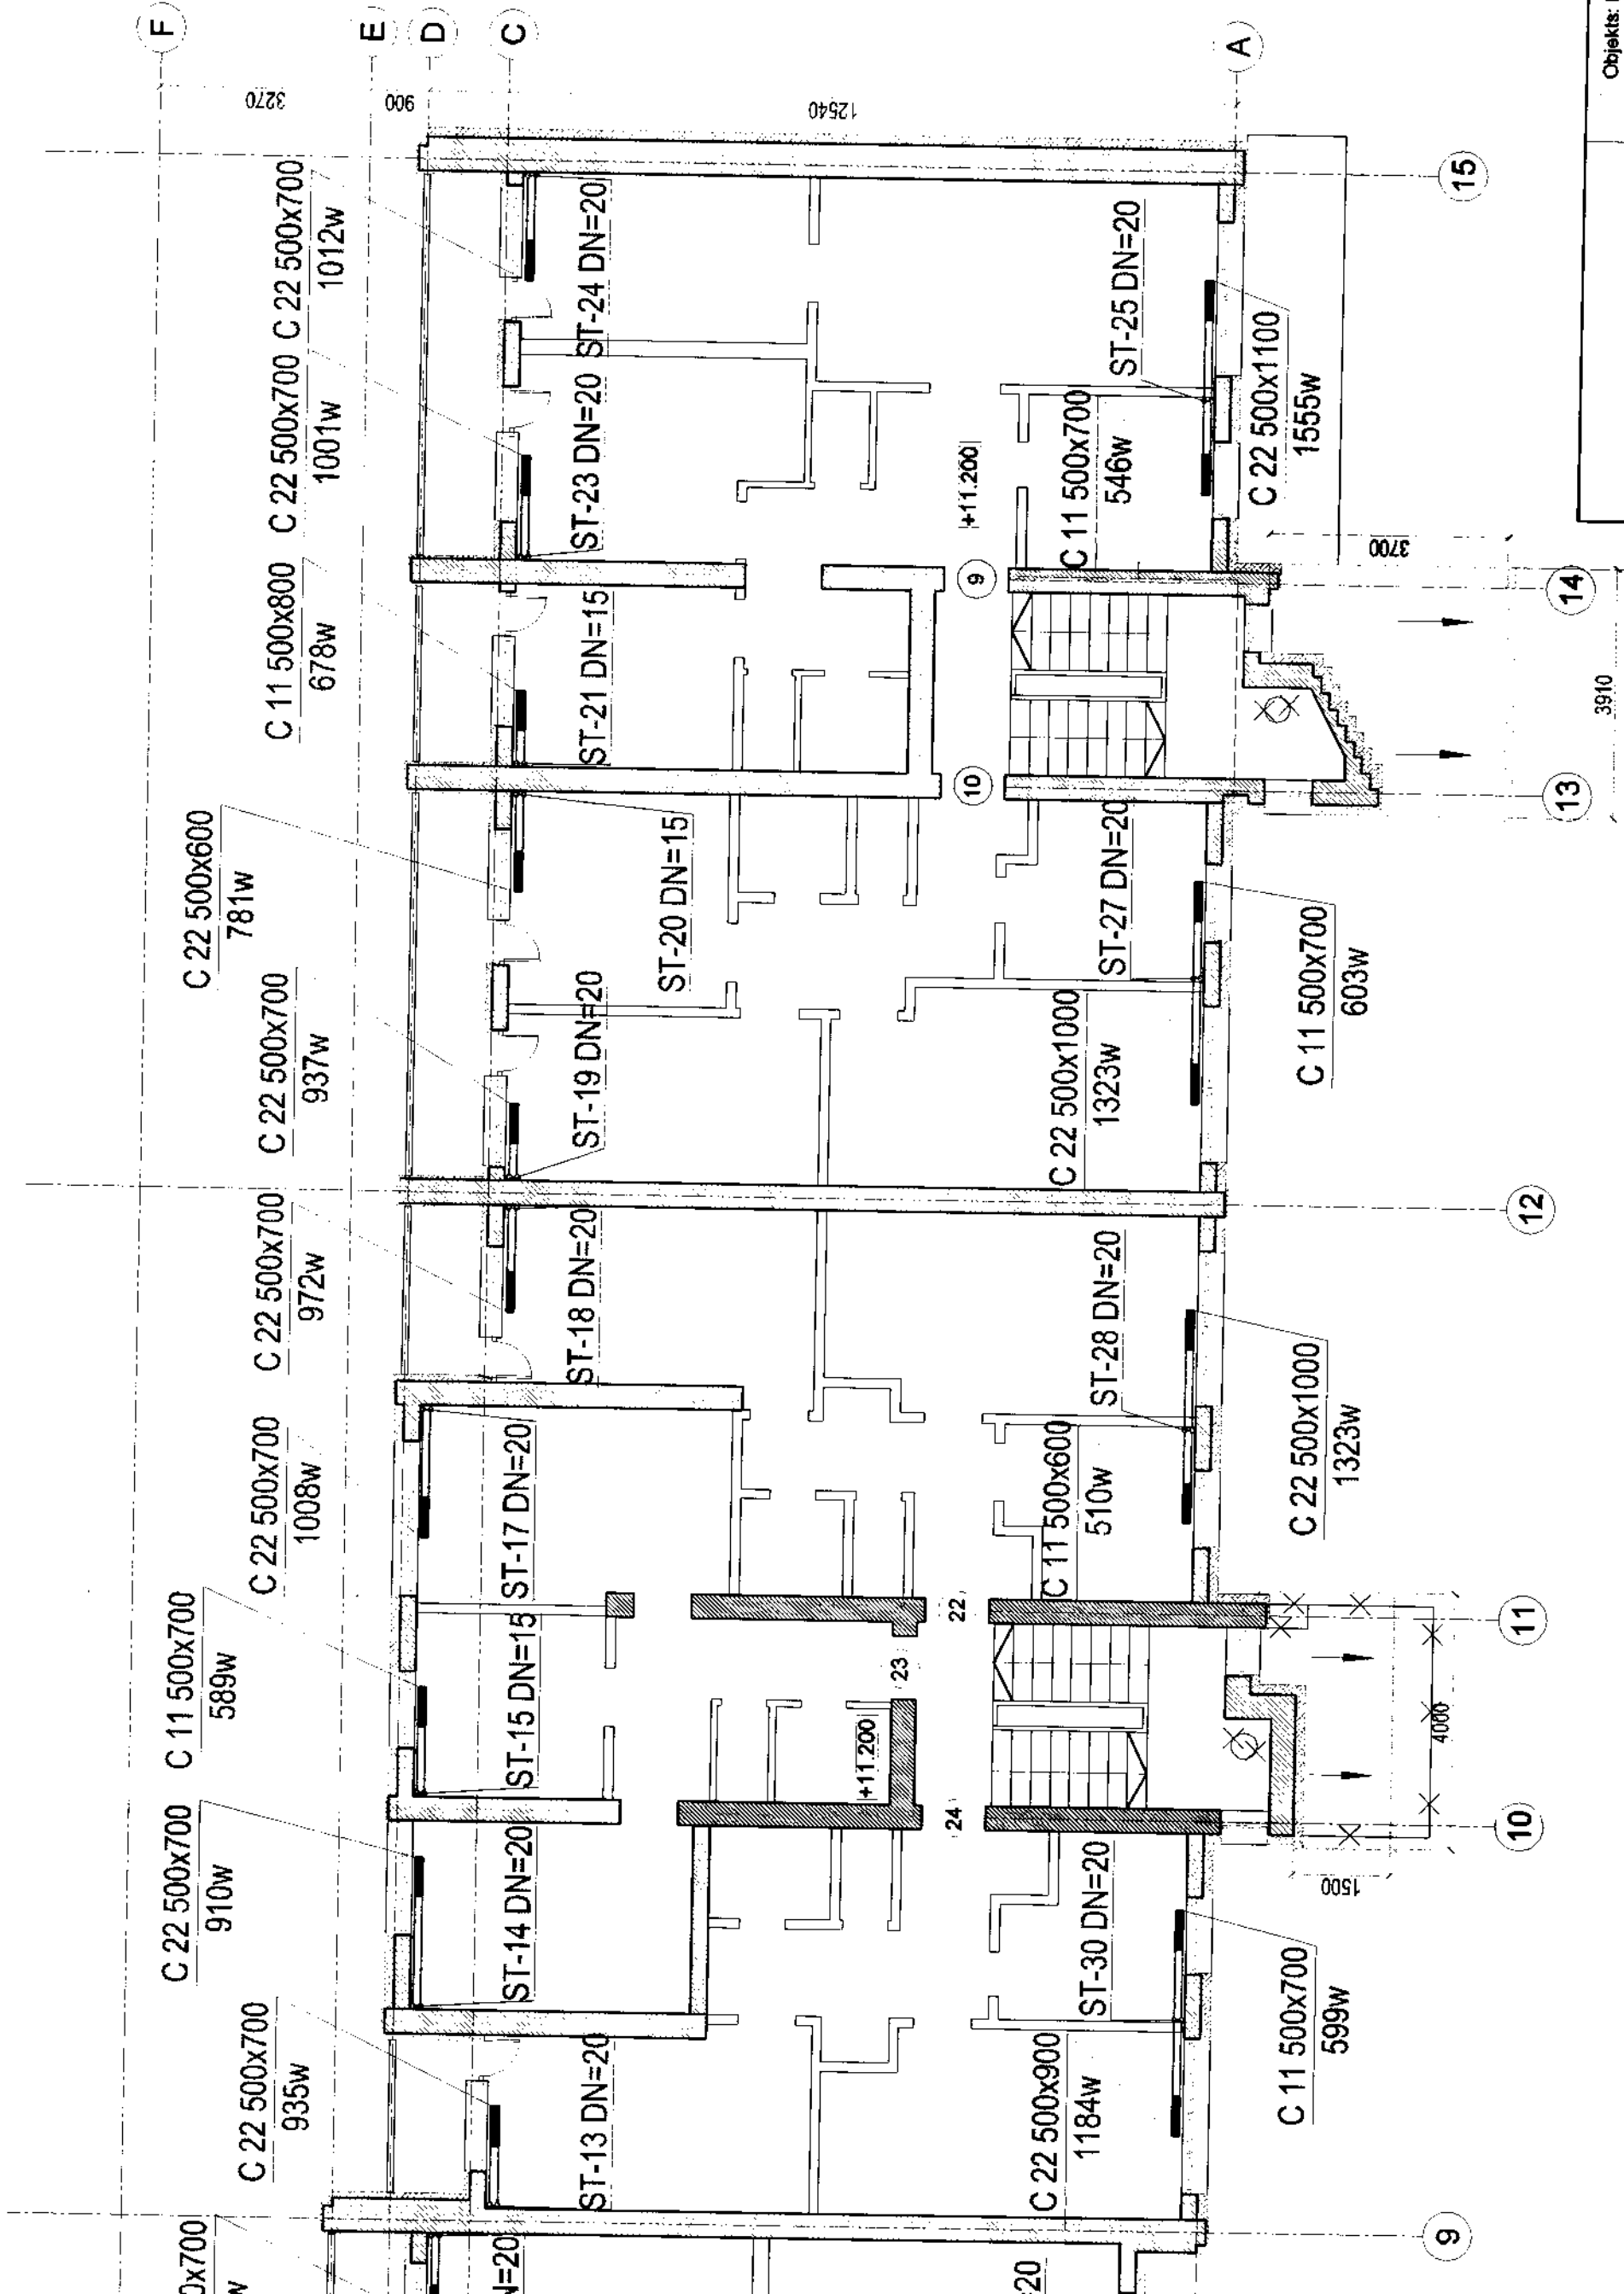 F
E
D
C
A
3270
900
12540
Objekts:
C 22 500x700
1012w
C 22 500x700
1001w
C 11 500x800
678w
C 22 500x600
781w
C 22 500x700
937w
C 22 500x700
972w
C 22 500x700
1008w
C 11 500x700
589w
C 22 500x700
910w
C 22 500x700
935w
0x700
w
ST-24 DN=20
ST-23 DN=20
ST-21 DN=15
ST-20 DN=15
ST-19 DN=20
ST-18 DN=20
ST-17 DN=20
ST-15 DN=15
ST-14 DN=20
ST-13 DN=20
N=20
+11.200
9
10
22
23
24
+11.200
ST-25 DN=20
C 11 500x700
546w
C 22 500x1100
1555w
ST-27 DN=20
C 22 500x1000
1323w
C 11 500x700
603w
ST-28 DN=20
C 11 500x600
510w
C 22 500x1000
1323w
ST-30 DN=20
C 22 500x900
1184w
C 11 500x700
599w
=20
3700
3910
4000
1500
15
14
13
12
11
10
9